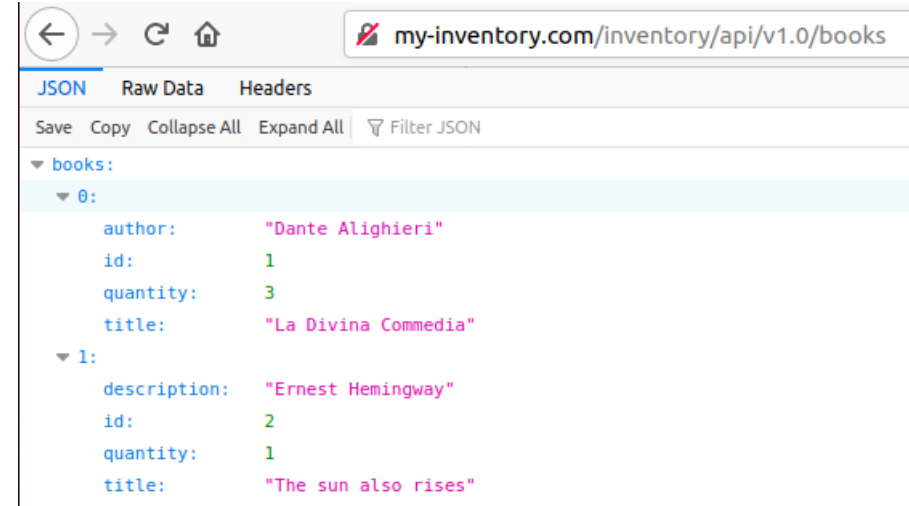 my-inventory.com/inventory/api/v1.0/books
JSON Raw Data Headers
Save Copy Collapse All Expand All Filter JSON
books:
0:
author: "Dante Alighieri"
id: 1
quantity: 3
title: "La Divina Commedia"
1:
description: "Ernest Hemingway"
id: 2
quantity: 1
title: "The sun also rises"